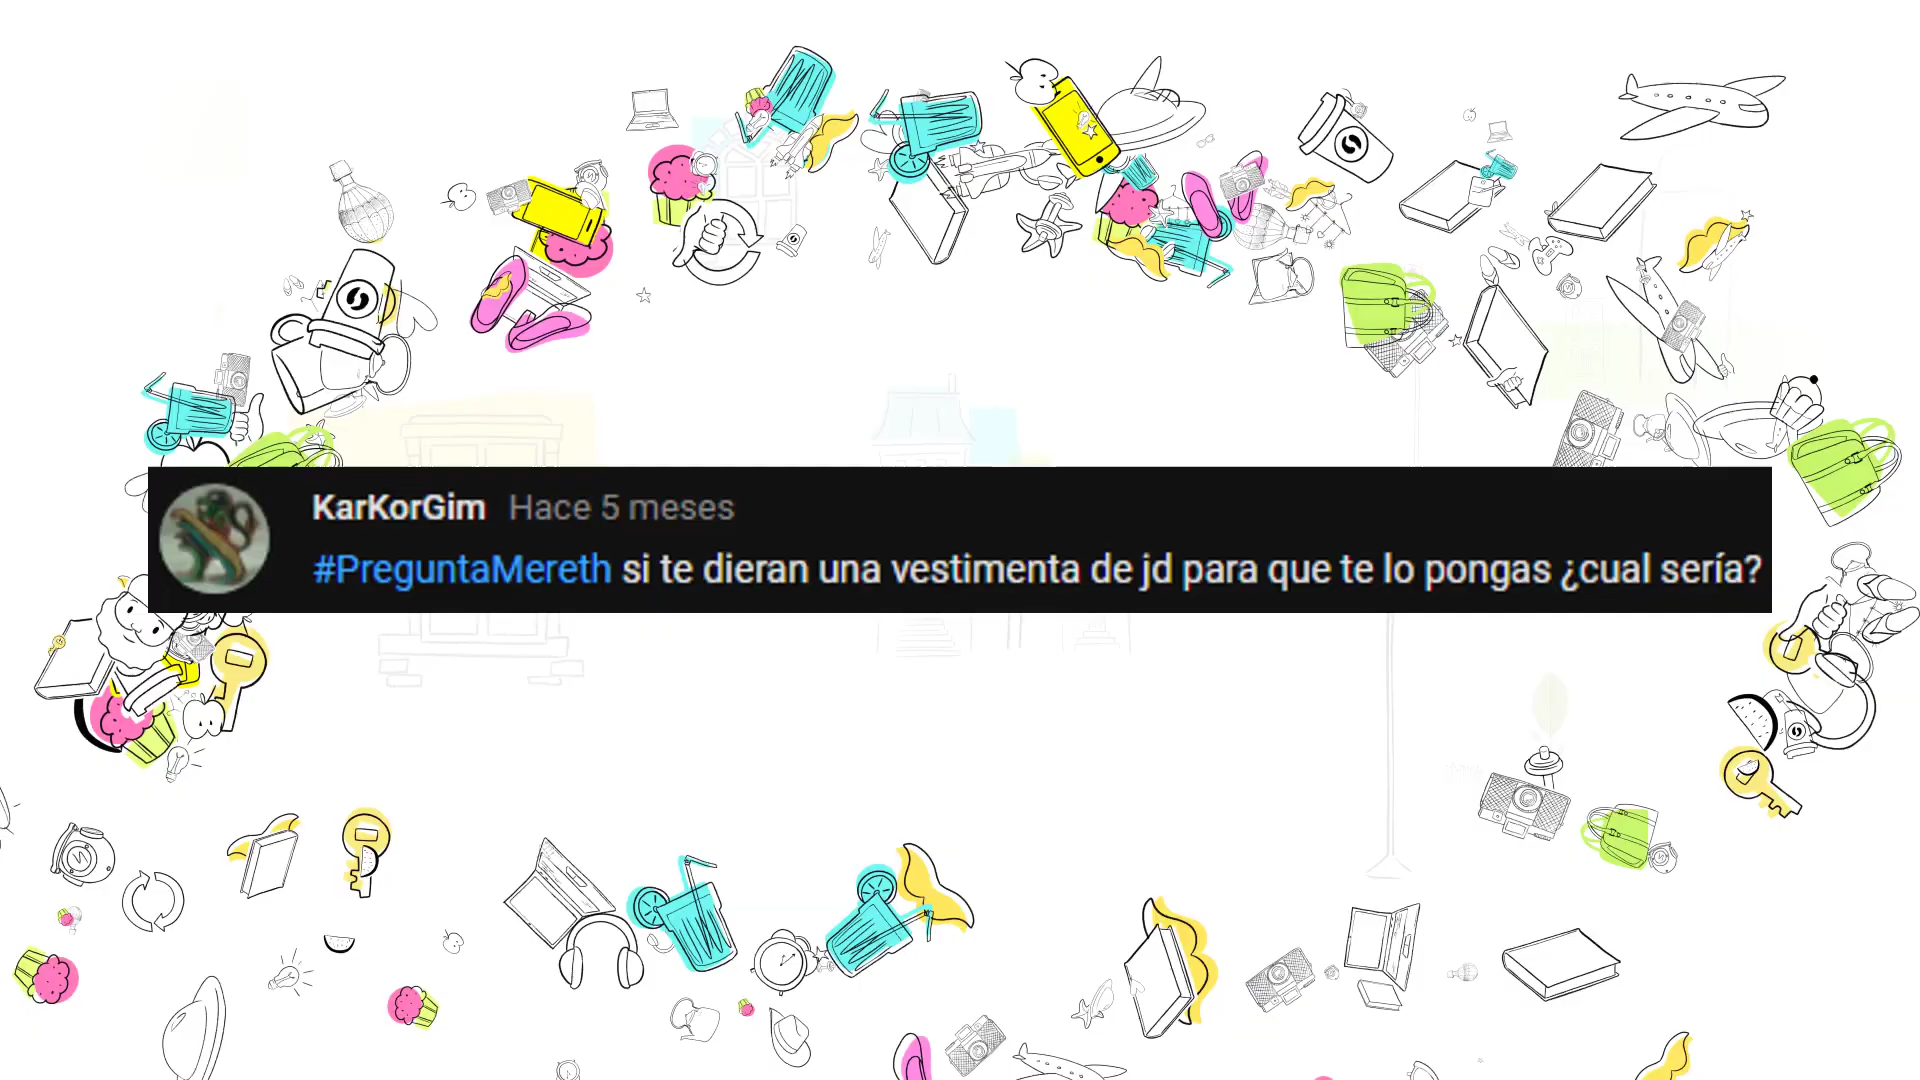 KarKorGim Hace 5 meses
#PreguntaMereth si te dieran una vestimenta de jd para que te lo pongas ¿cual sería?